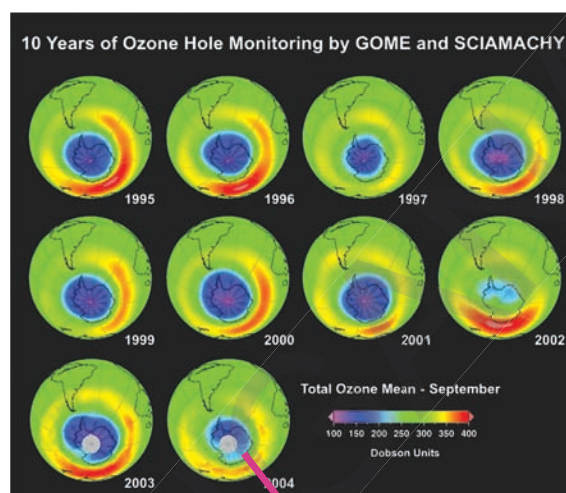 10 Years of Ozone Hole Monitoring by GOME and SCIAMACHY
1995
1996
1997
1998
1999
2000
2001
2002
2003
2004
Total Ozone Mean - September
100 150 200 250 300 350 400
Dobson Units